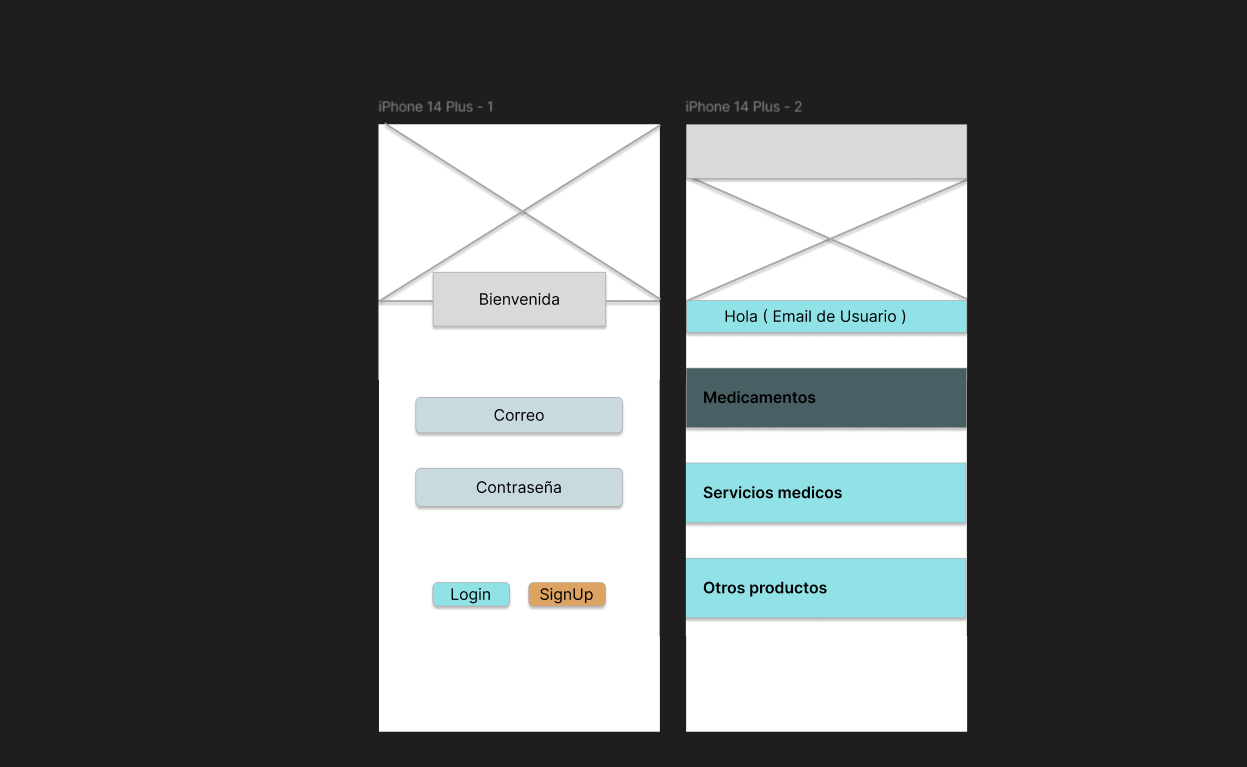 iPhone 14 Plus - 1
Bienvenida
Correo
Contraseña
Login
SignUp
iPhone 14 Plus - 2
Hola ( Email de Usuario )
Medicamentos
Servicios medicos
Otros productos